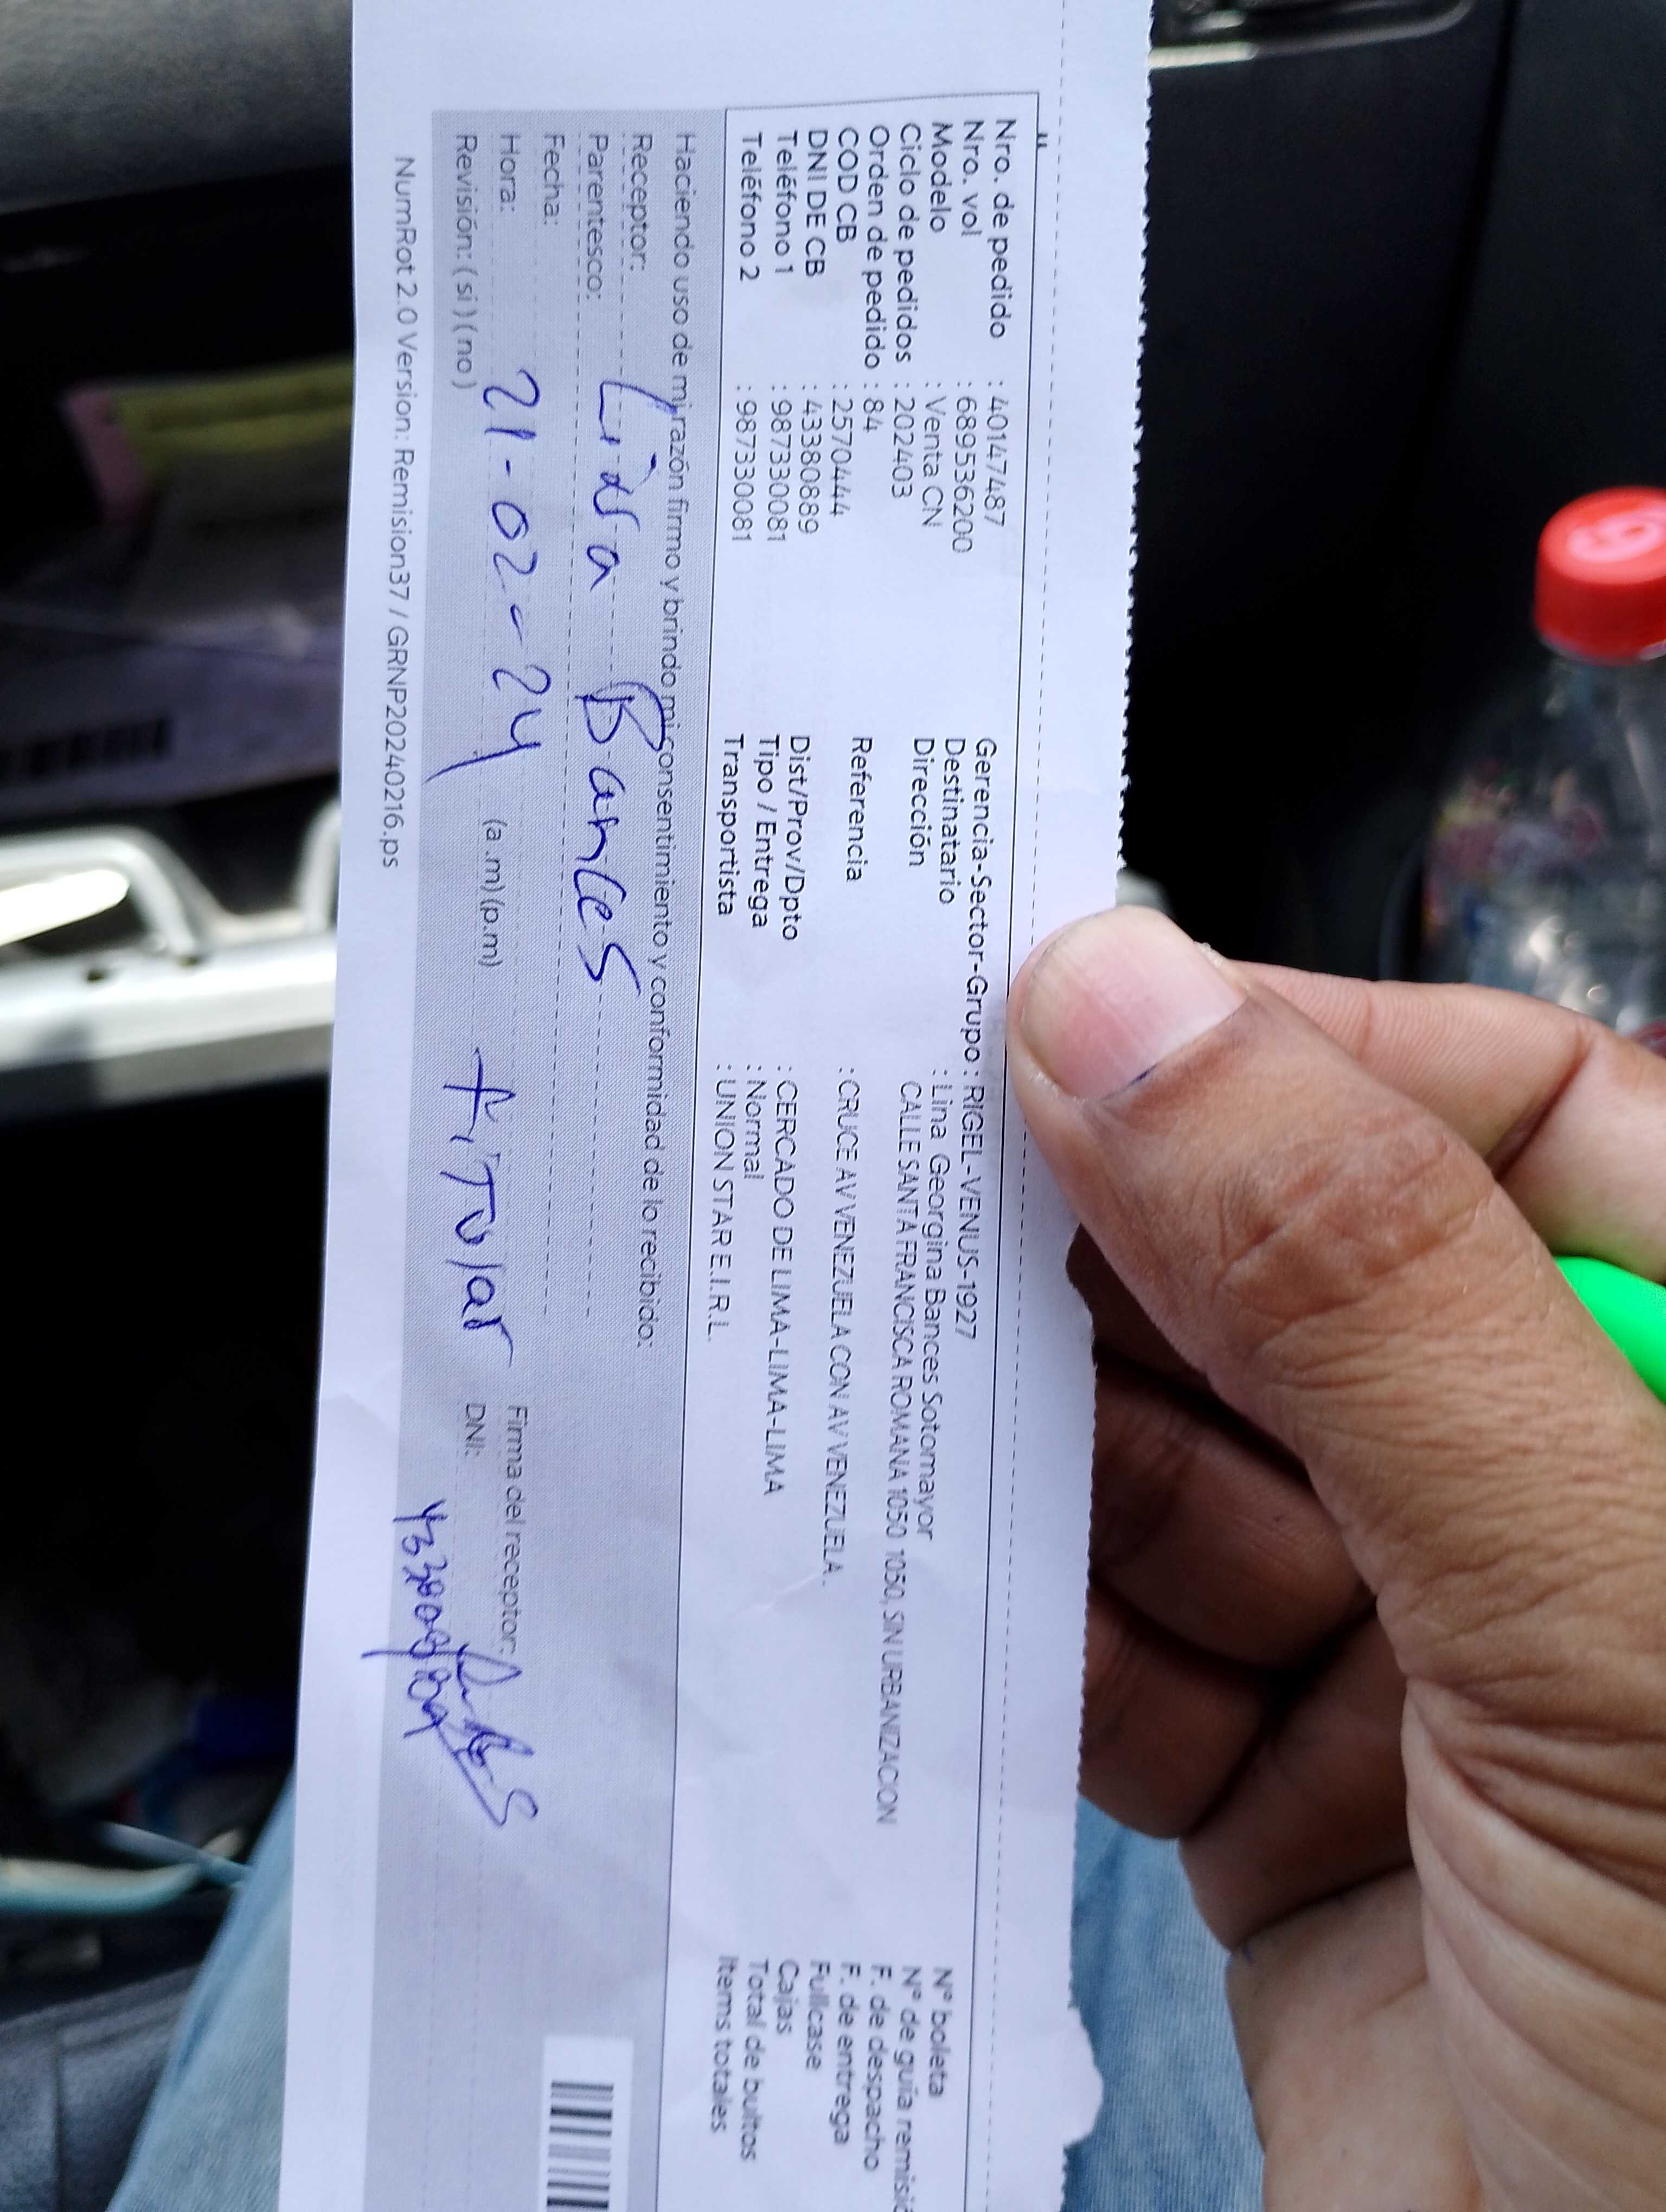 Nro. de pedido : 40147487
Nro. vol : 689536200
Modelo : Venta CN
Ciclo de pedidos : 202403
Orden de pedido : 84
COD CB : 2570444
DNI DE CB : 43380889
Teléfono 1 : 987330081
Teléfono 2 : 987330081
Gerencia-Sector-Grupo : RIGEL-VENUS-1927
Destinatario : Lina Georgina Bances Sotomayor
Dirección CALLE SANTA FRANCISCA ROMANA 1050 1050, SIN URBANIZACION
Referencia : CRUCE AV VENEZUELA CON AV VENEZUELA.
Dist/Prov/Dpto : CERCADO DE LIMA-LIMA-LIMA
Tipo / Entrega : Normal
Transportista : UNION STAR E.I.R.L.
N° boleta
N° de guía remisi
F. de despacho
F. de entrega
Fullcase
Cajas
Total de bultos
Items totales
Haciendo uso de mi razón firmo y brindo mi consentimiento y conformidad de lo recibido:
Receptor:
Parentesco: Bances
Fecha:
Hora: 21-02-24 (a.m)(p.m)
Firma del receptor:
Revisión: ( si ) ( no )
DNI:
NumRot 2.0 Version: Remision37 / GRNP20240216.ps